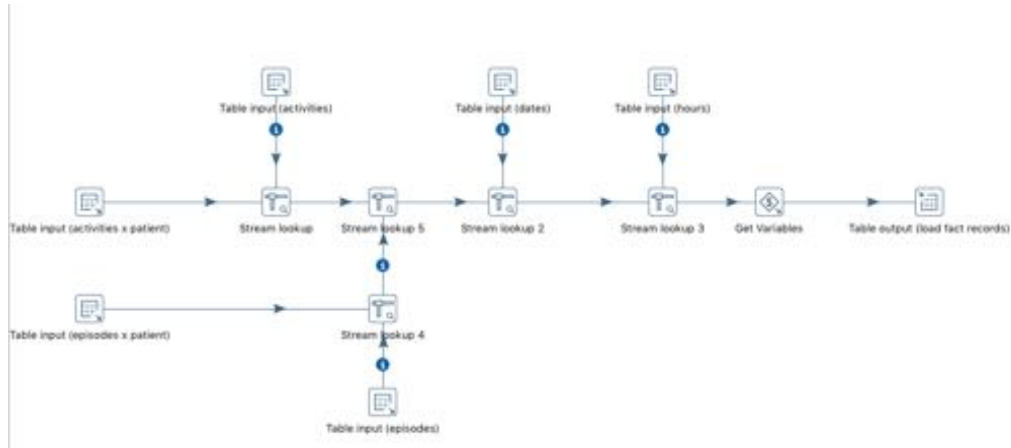 Table input (activities)
Table input (dates)
Table input (hours)
Table input (activities x patient)
Stream lookup
Stream lookup 5
Stream lookup 2
Stream lookup 3
Get Variables
Table output (load fact records)
Table input (episodes x patient)
Stream lookup 4
Table input (episodes)